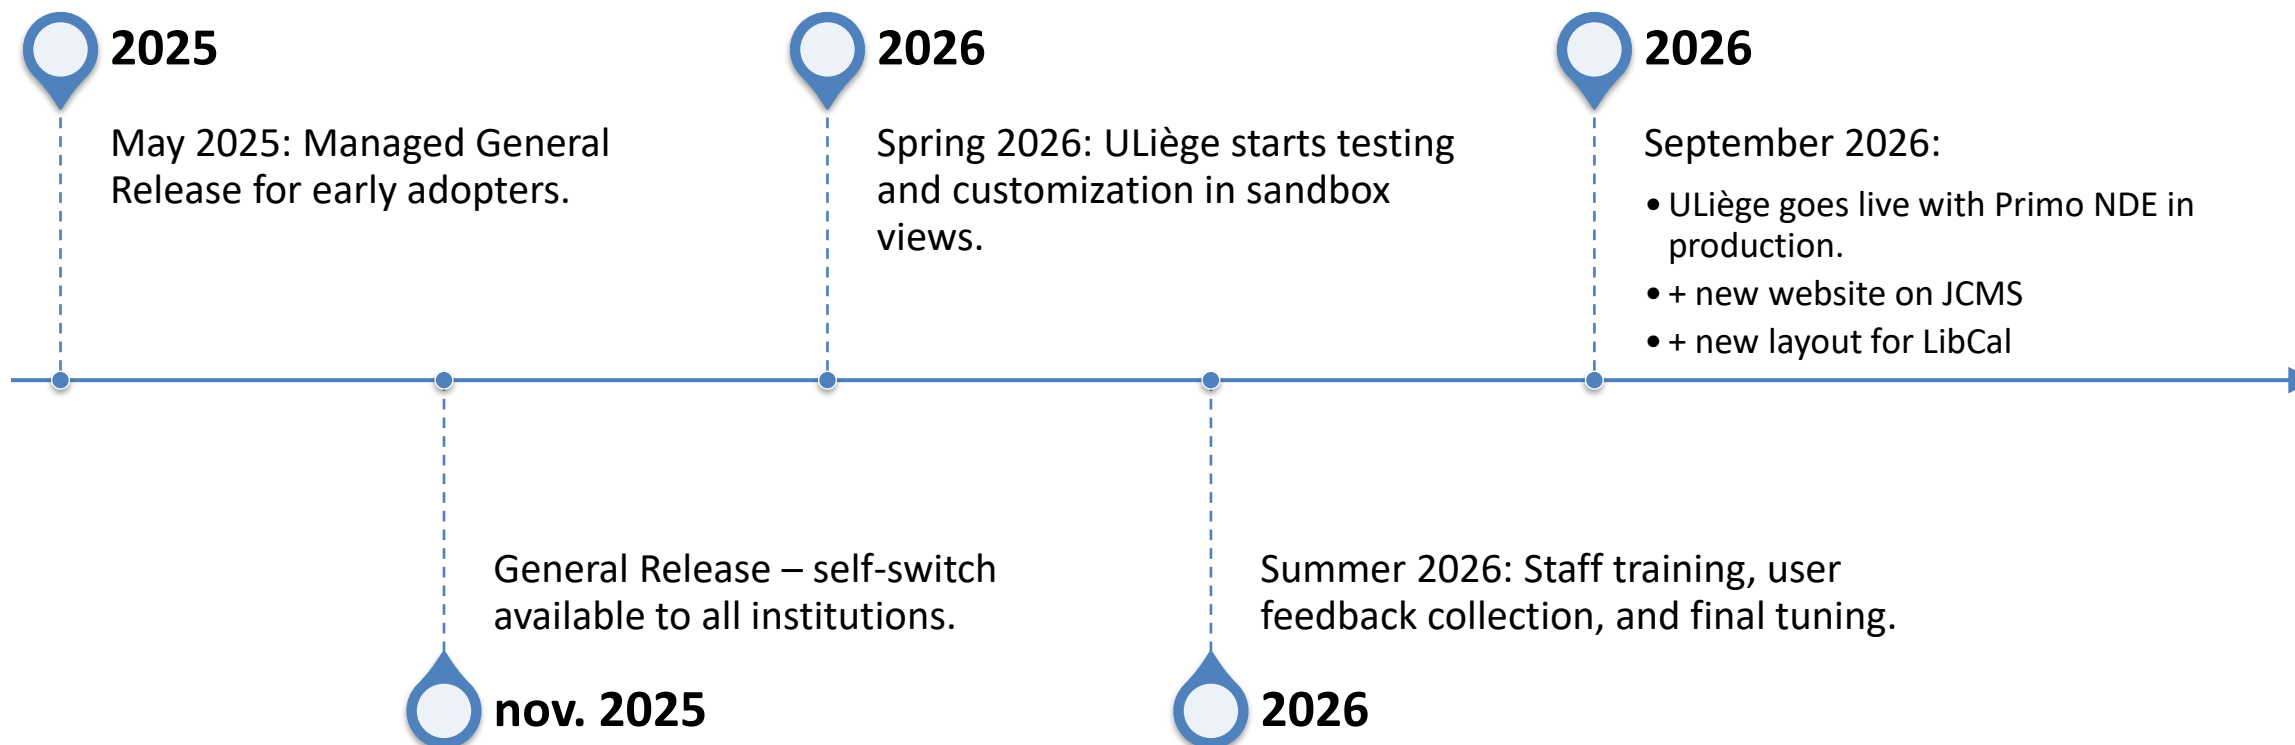 2025
May 2025: Managed General
Release for early adopters.
nov. 2025
General Release – self-switch
available to all institutions.
2026
Spring 2026: ULiège starts testing
and customization in sandbox
views.
2026
Summer 2026: Staff training, user
feedback collection, and final tuning.
2026
September 2026:
• ULiège goes live with Primo NDE in
production.
• + new website on JCMS
• + new layout for LibCal